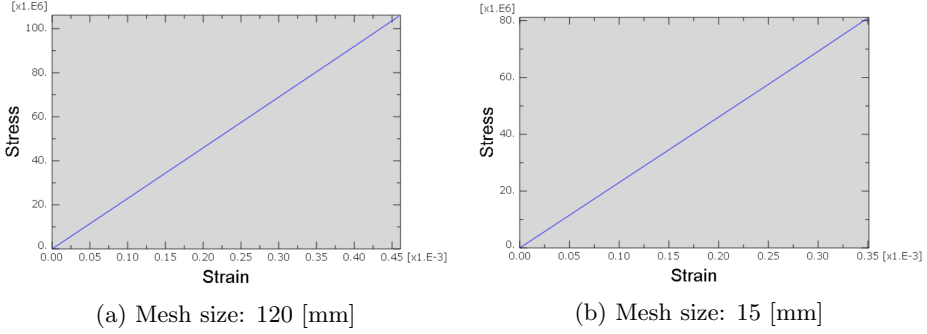 [x1.E6]
100.
80.
60.
40.
20.
0.
Stress
0.00 0.05 0.10 0.15 0.20 0.25 0.30 0.35 0.40 0.45 [x1.E-3]
Strain
(a) Mesh size: 120 [mm]
[x1.E6]
80.
60.
40.
20.
0.
Stress
0.00 0.05 0.10 0.15 0.20 0.25 0.30 0.35 [x1.E-3]
Strain
(b) Mesh size: 15 [mm]